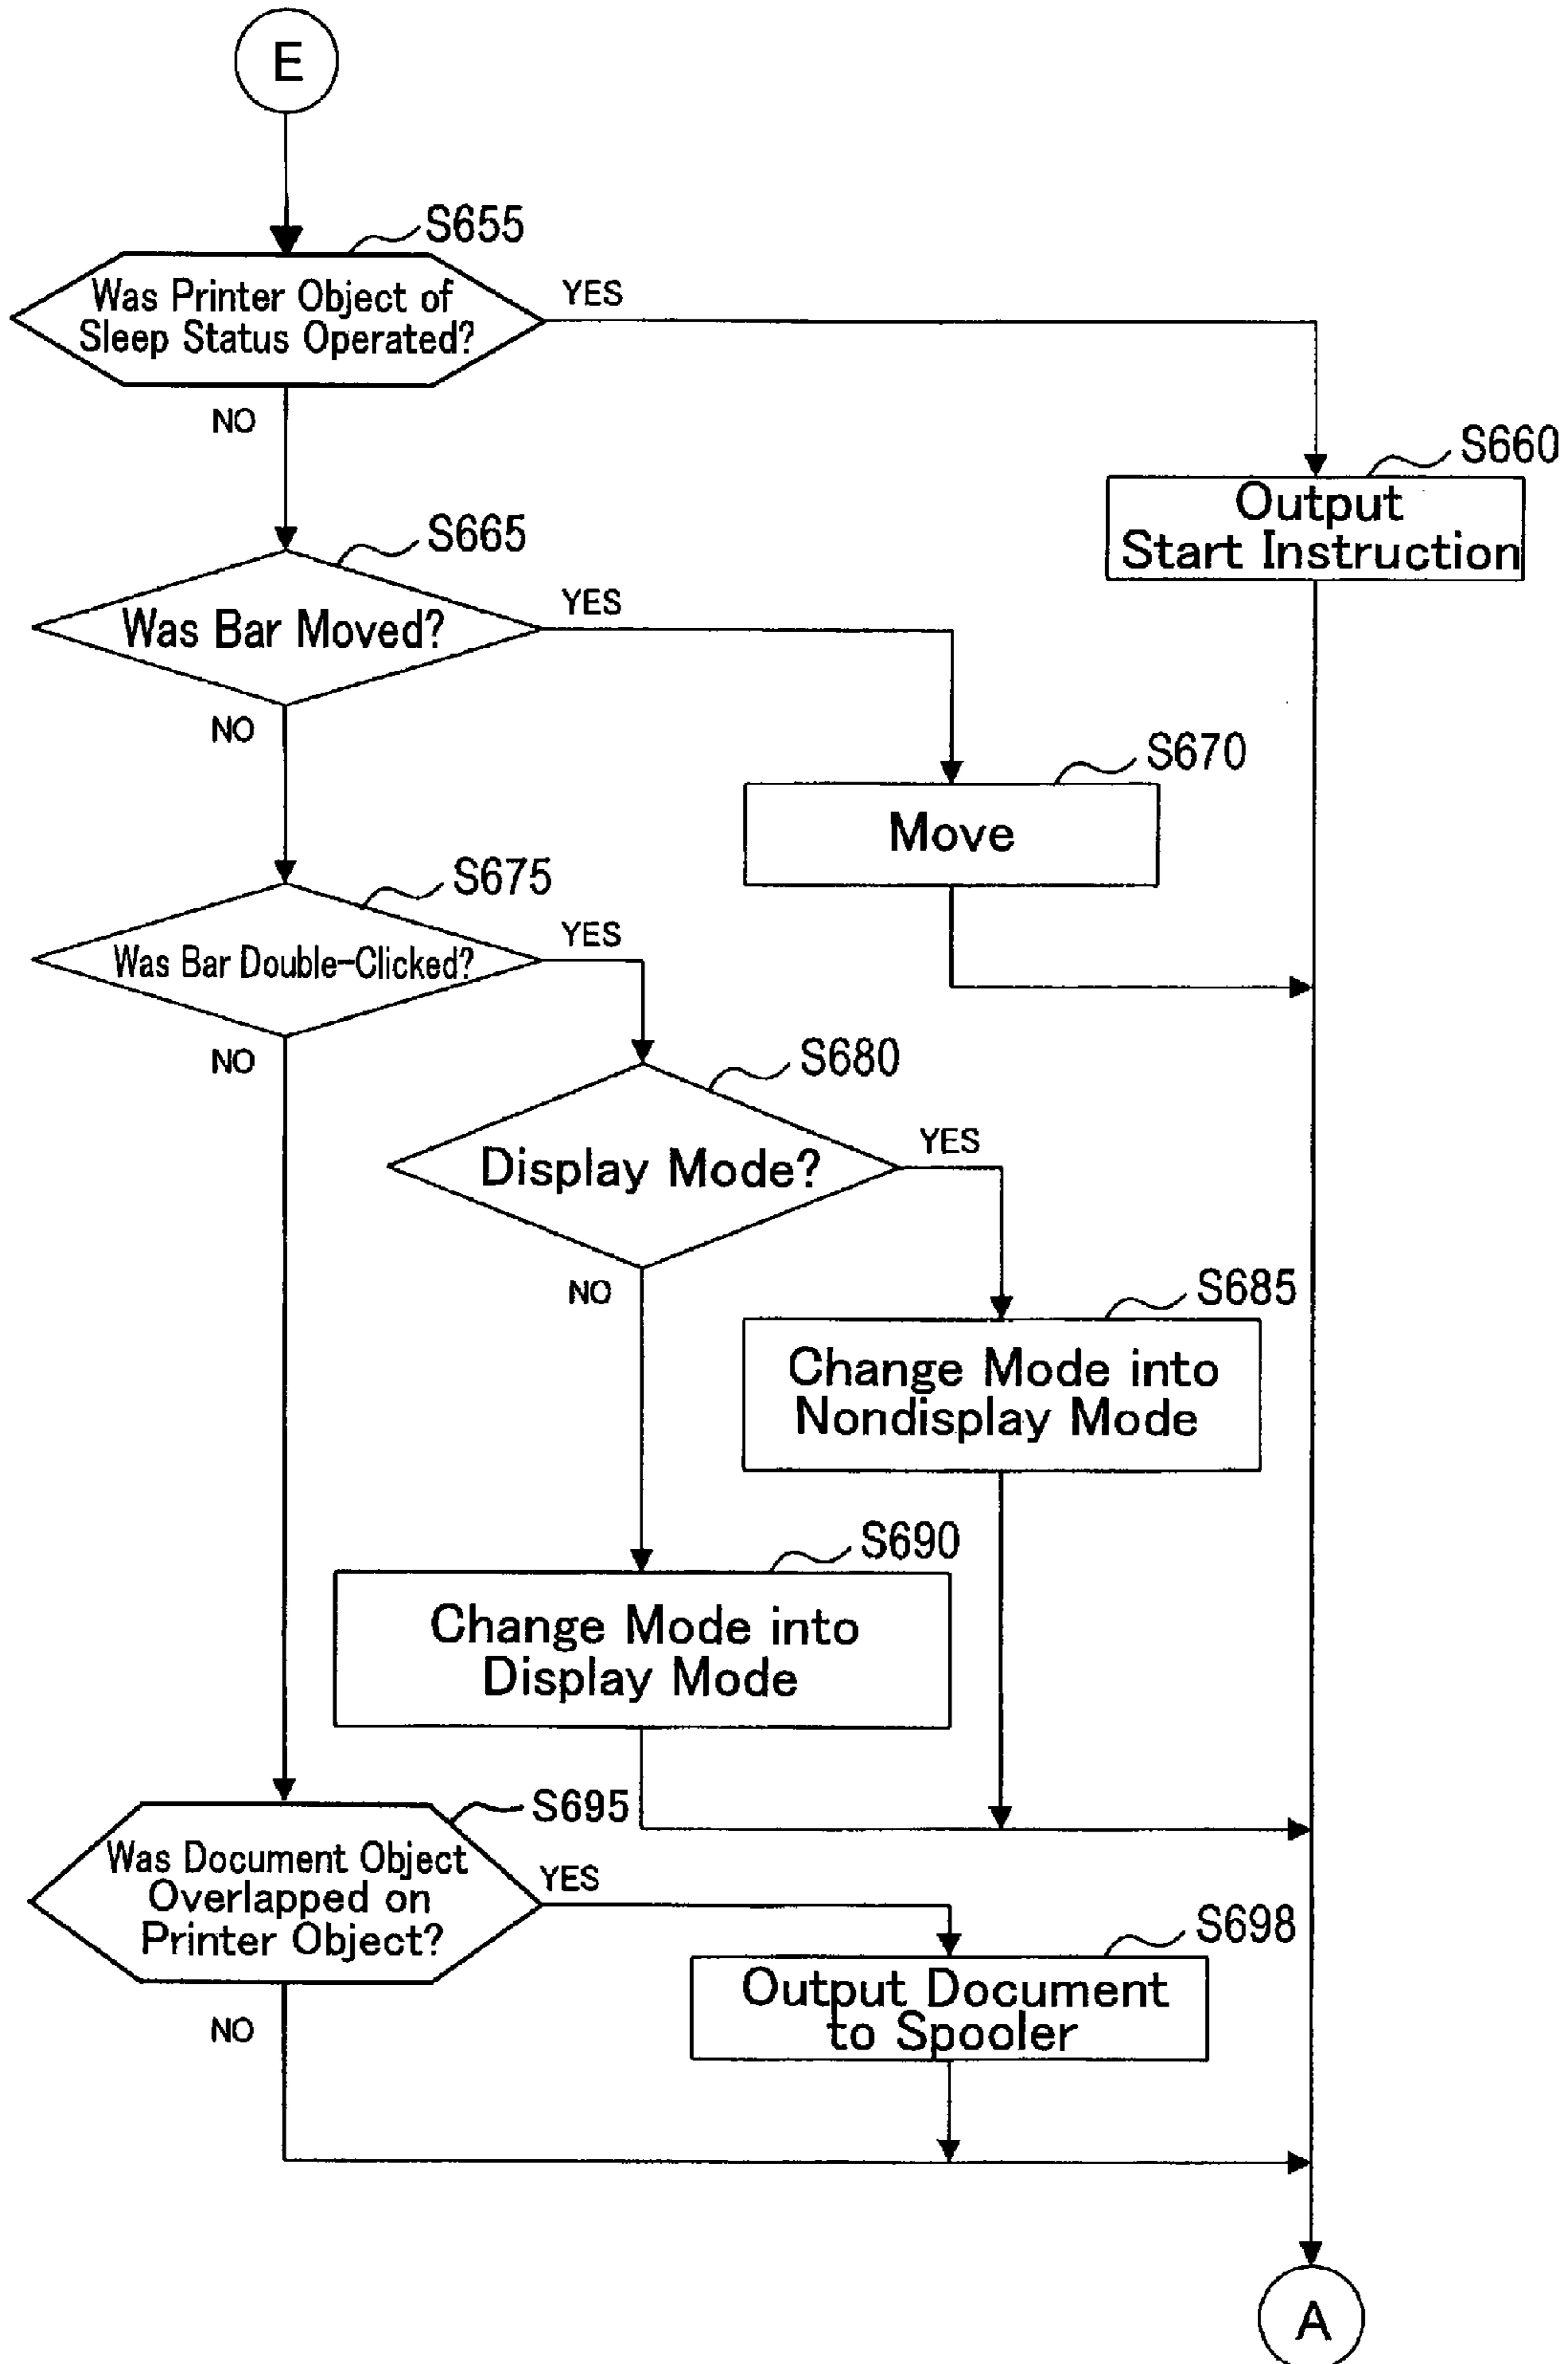 E
S655
Was Printer Object of
Sleep Status Operated?
YES
NO
S660
Output
Start Instruction
S665
Was Bar Moved?
YES
NO
S670
Move
S675
Was Bar Double-Clicked?
YES
NO
S680
Display Mode?
YES
NO
S685
Change Mode into
Nondisplay Mode
S690
Change Mode into
Display Mode
S695
Was Document Object
Overlapped on
Printer Object?
YES
NO
S698
Output Document
to Spooler
A